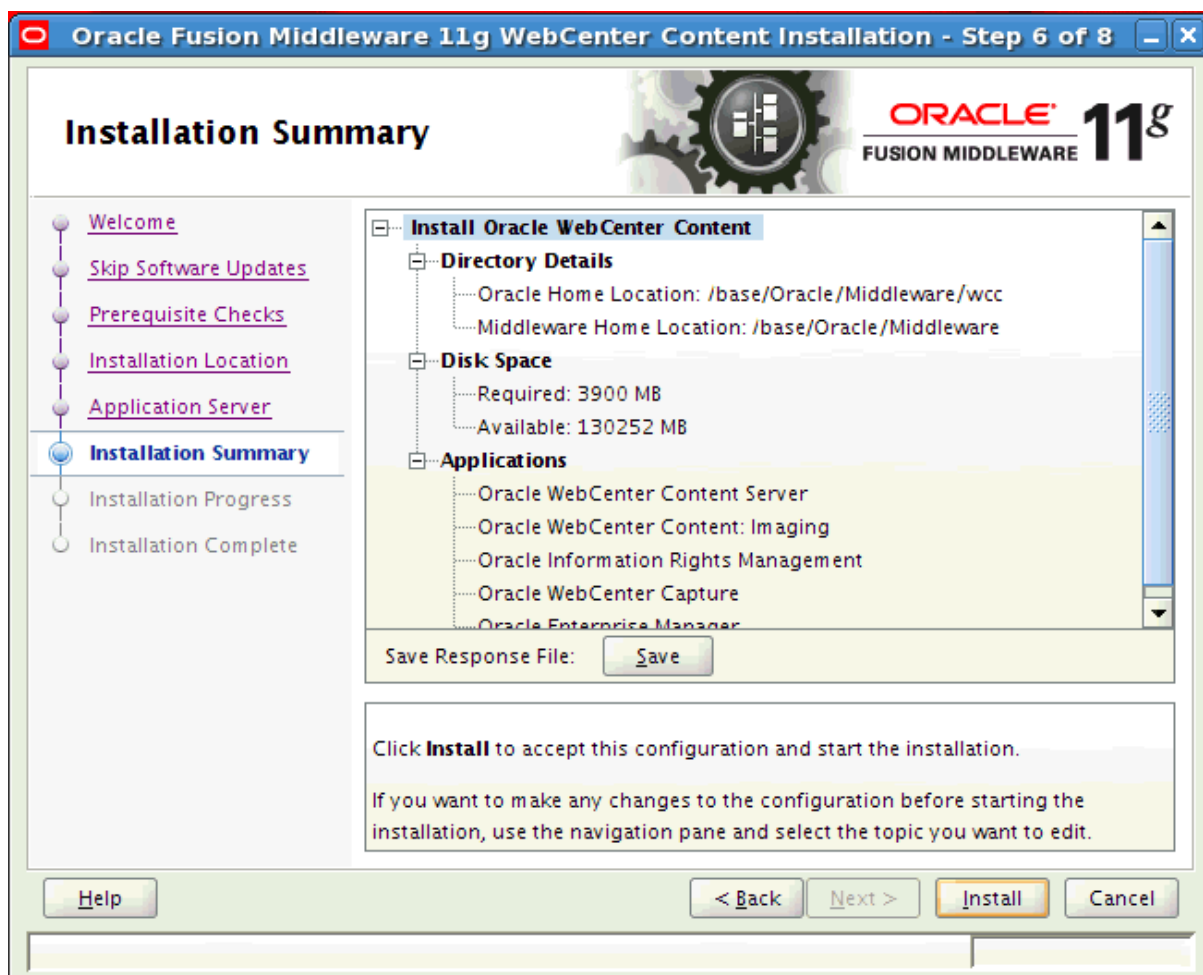 Oracle Fusion Middleware 11g WebCenter Content Installation - Step 6 of 8
Installation Summary
ORACLE
FUSION MIDDLEWARE
11g
Welcome
Skip Software Updates
Prerequisite Checks
Installation Location
Application Server
Installation Summary
Installation Progress
Installation Complete
Install Oracle WebCenter Content
Directory Details
Oracle Home Location: /base/Oracle/Middleware/wcc
Middleware Home Location: /base/Oracle/Middleware
Disk Space
Required: 3900 MB
Available: 130252 MB
Applications
Oracle WebCenter Content Server
Oracle WebCenter Content: Imaging
Oracle Information Rights Management
Oracle WebCenter Capture
Oracle Enterprise Manager
Save Response File:
Save
Click Install to accept this configuration and start the installation.
If you want to make any changes to the configuration before starting the
installation, use the navigation pane and select the topic you want to edit.
Help
< Back
Next >
Install
Cancel